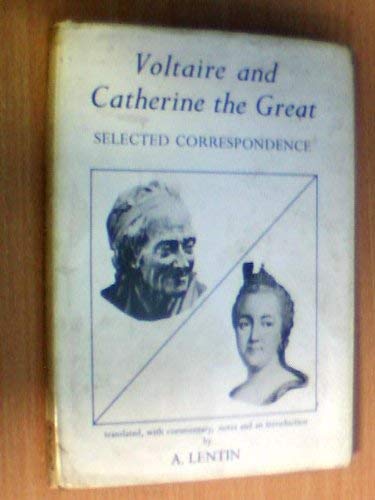 Voltaire and
Catherine the Great
SELECTED CORRESPONDENCE
translated, with commentary, notes and an introduction
by
A. LENTIN